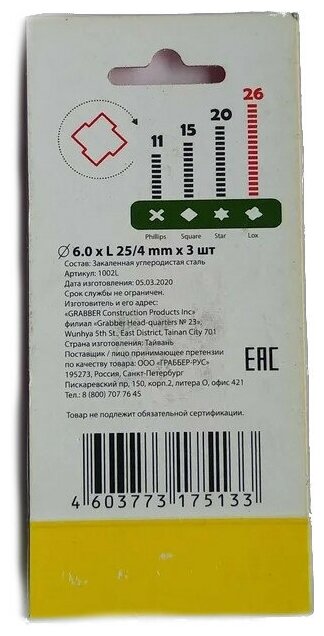 26
20
15
11
Phillips Square Star Lox
Ø 6.0 x L 25/4 mm x 3 шт
Состав: Закаленная углеродистая сталь
Артикул: 1002L
Дата изготовления: 05.03.2020
Срок службы не ограничен.
Изготовитель и его адрес:
«GRABBER Construction Products Inc»
филиал «Grabber Head-quarters № 23»;
Wunhya 5th St., East District, Tainan City 701
Страна изготовления: Тайвань
Поставщик / лицо принимающее претензии
по качеству товара: ООО «ГРАББЕР-РУС»
195273, Россия, Санкт-Петербург
Пискаревский пр, 150, корп.2, литера О, офис 421
Тел.: 8 (800) 707 76 45
EAC
Товар не подлежит обязательной сертификации.
4 603773 175133